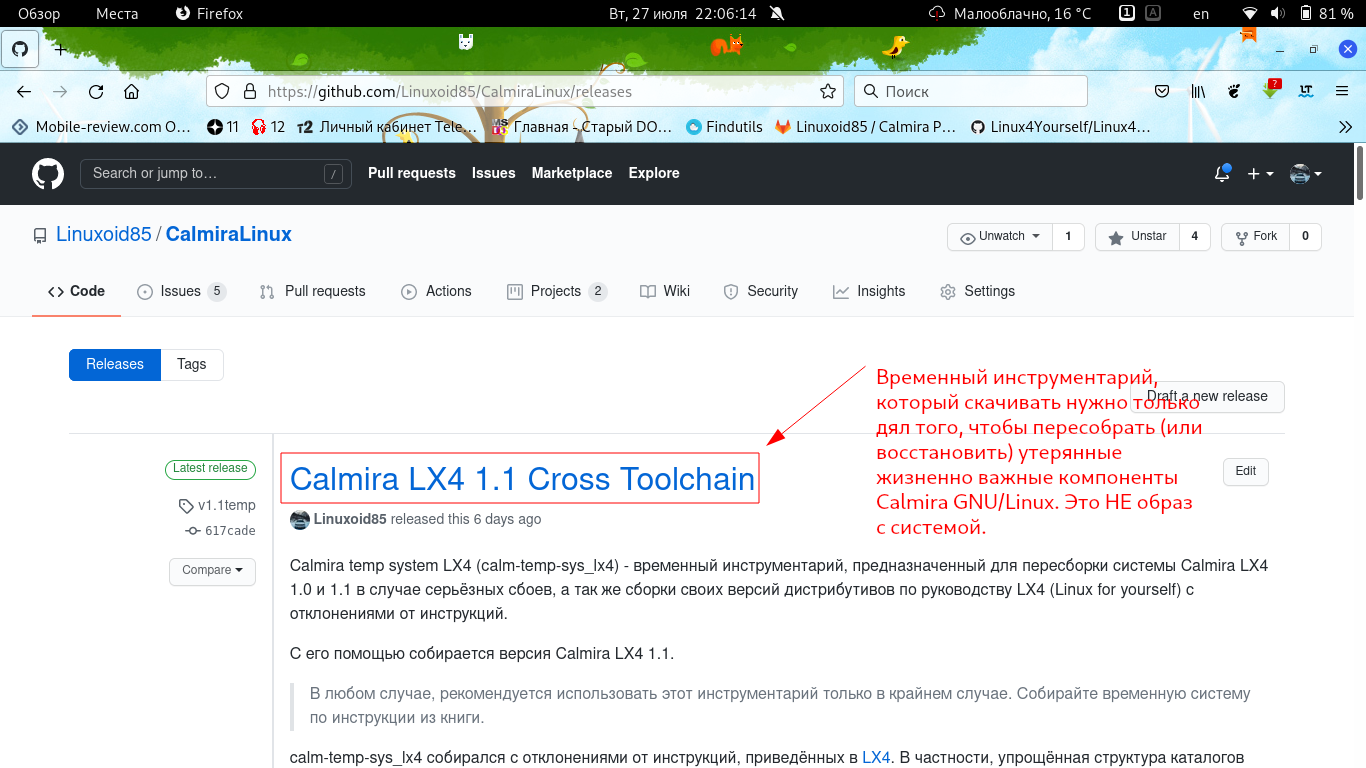 Обзор Места Firefox Вт, 27 июля 22:06:14 Малооблачно, 16 °C 1 A en 81 %
https://github.com/Linuxoid85/CalmiraLinux/releases Поиск
Mobile-review.com О… 11 12 т2 Личный кабинет Теле… Главная - Старый DO… Findutils Linuxoid85 / Calmira P… Linux4Yourself/Linux4…
Search or jump to… / Pull requests Issues Marketplace Explore
Linuxoid85 / CalmiraLinux Unwatch 1 Unstar 4 Fork 0
Code Issues 5 Pull requests Actions Projects 2 Wiki Security Insights Settings
Releases Tags
Draft a new release
Временный инструментарий,
который скачивать нужно только
дял того, чтобы пересобрать (или
восстановить) утерянные
жизненно важные компоненты
Calmira GNU/Linux. Это НЕ образ
с системой.
Latest release
v1.1temp
617cade
Compare
Calmira LX4 1.1 Cross Toolchain
Edit
Linuxoid85 released this 6 days ago
Calmira temp system LX4 (calm-temp-sys_lx4) - временный инструментарий, предназначенный для пересборки системы Calmira LX4
1.0 и 1.1 в случае серьёзных сбоев, а так же сборки своих версий дистрибутивов по руководству LX4 (Linux for yourself) с
отклонениями от инструкций.
С его помощью собирается версия Calmira LX4 1.1.
В любом случае, рекомендуется использовать этот инструментарий только в крайнем случае. Собирайте временную систему
по инструкции из книги.
calm-temp-sys_lx4 собирался с отклонениями от инструкций, приведённых в LX4. В частности, упрощённая структура каталогов